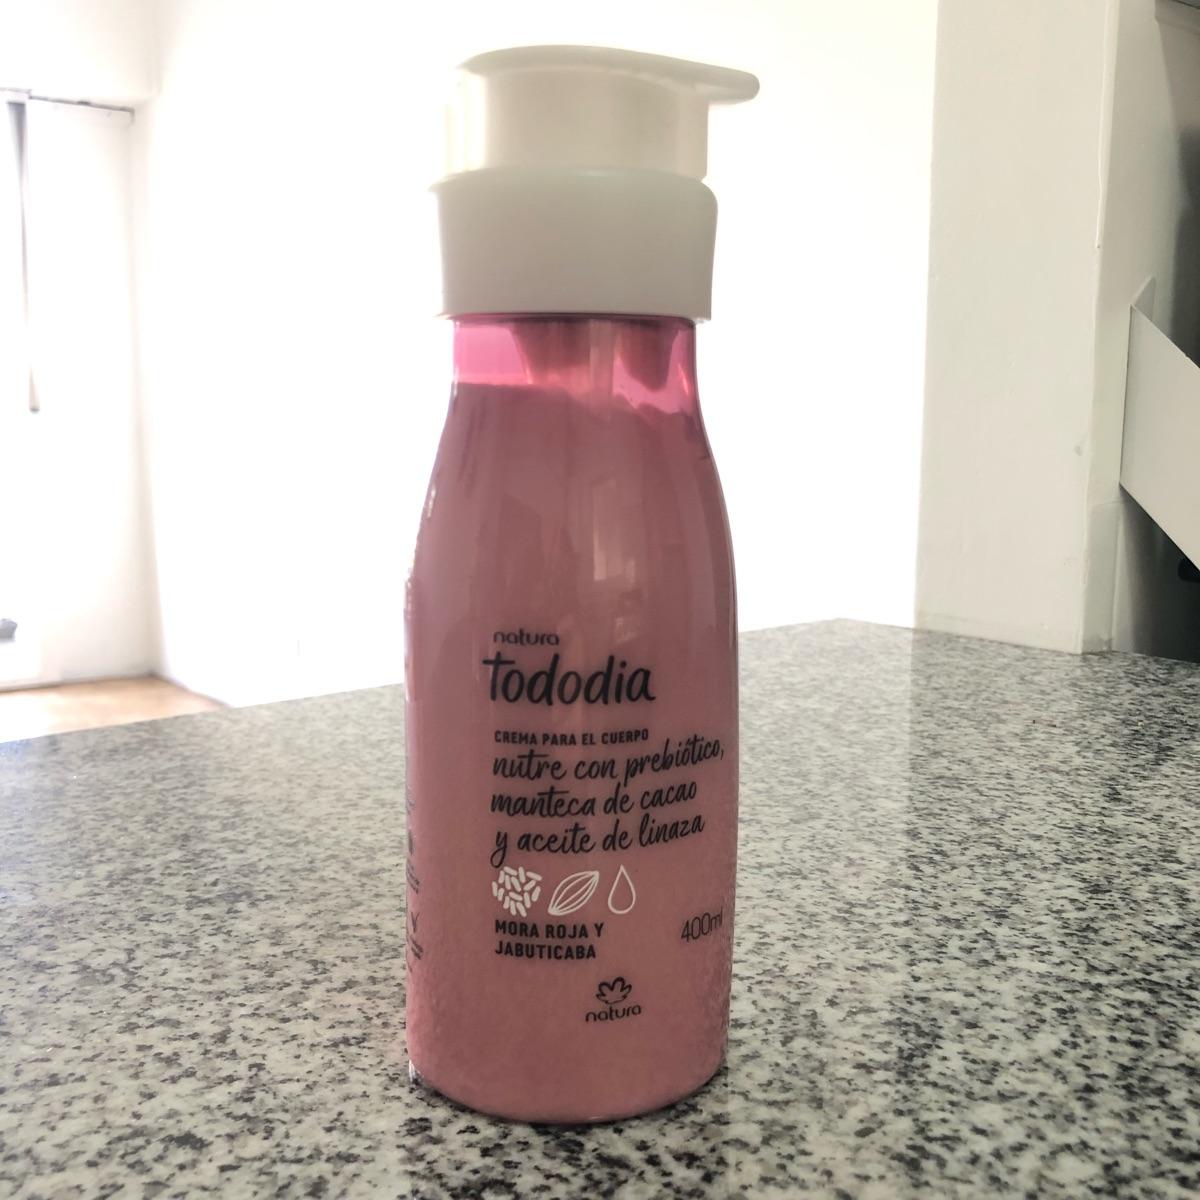 natura
tododia
CREMA PARA EL CUERPO
nutre con prebiótico,
manteca de cacao
y aceite de linaza
MORA ROJA Y
JABUTICABA
400ml
natura